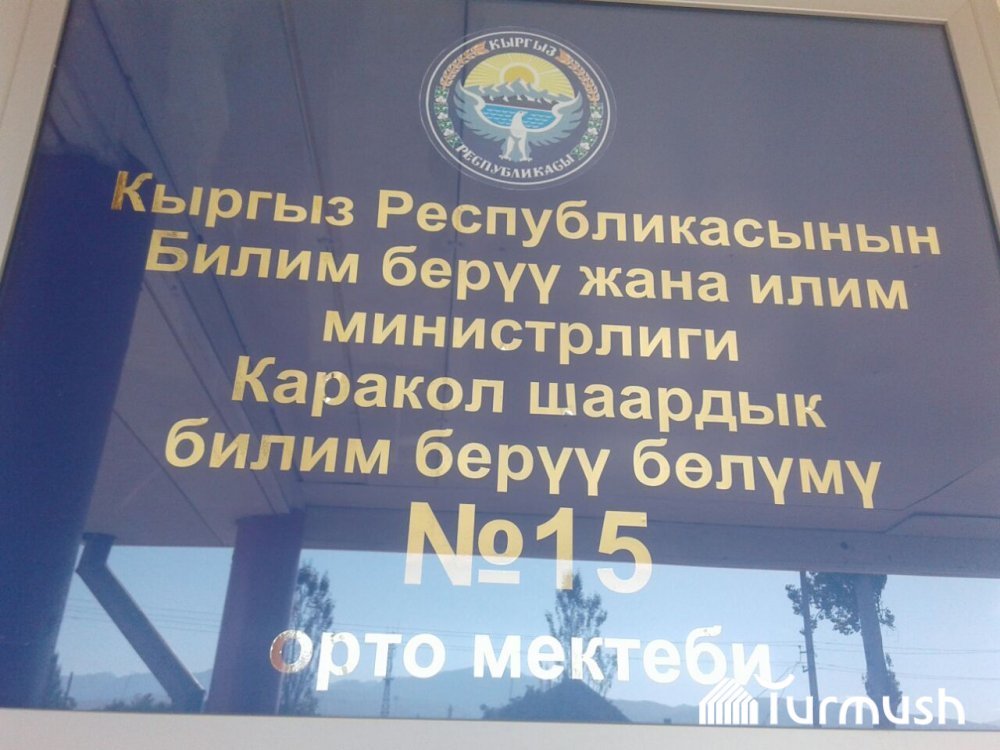 КЫРГЫЗ
РЕСПУБЛИКАСЫ
Кыргыз Республикасынын
Билим берүү жана илим
министрлиги
Каракол шаардык
билим берүү бөлүмү
№15
орто мектеби
Turmush